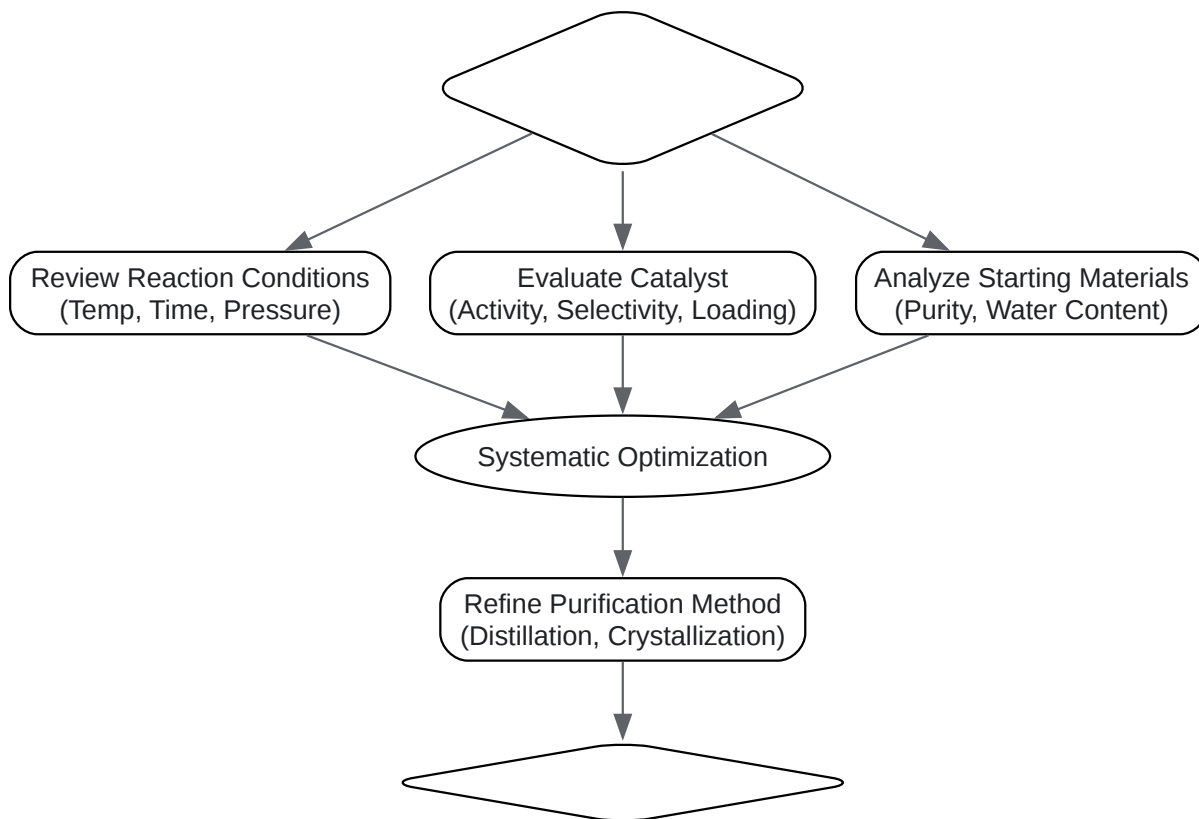 Review Reaction Conditions
(Temp, Time, Pressure)
Evaluate Catalyst
(Activity, Selectivity, Loading)
Analyze Starting Materials
(Purity, Water Content)
Systematic Optimization
Refine Purification Method
(Distillation, Crystallization)